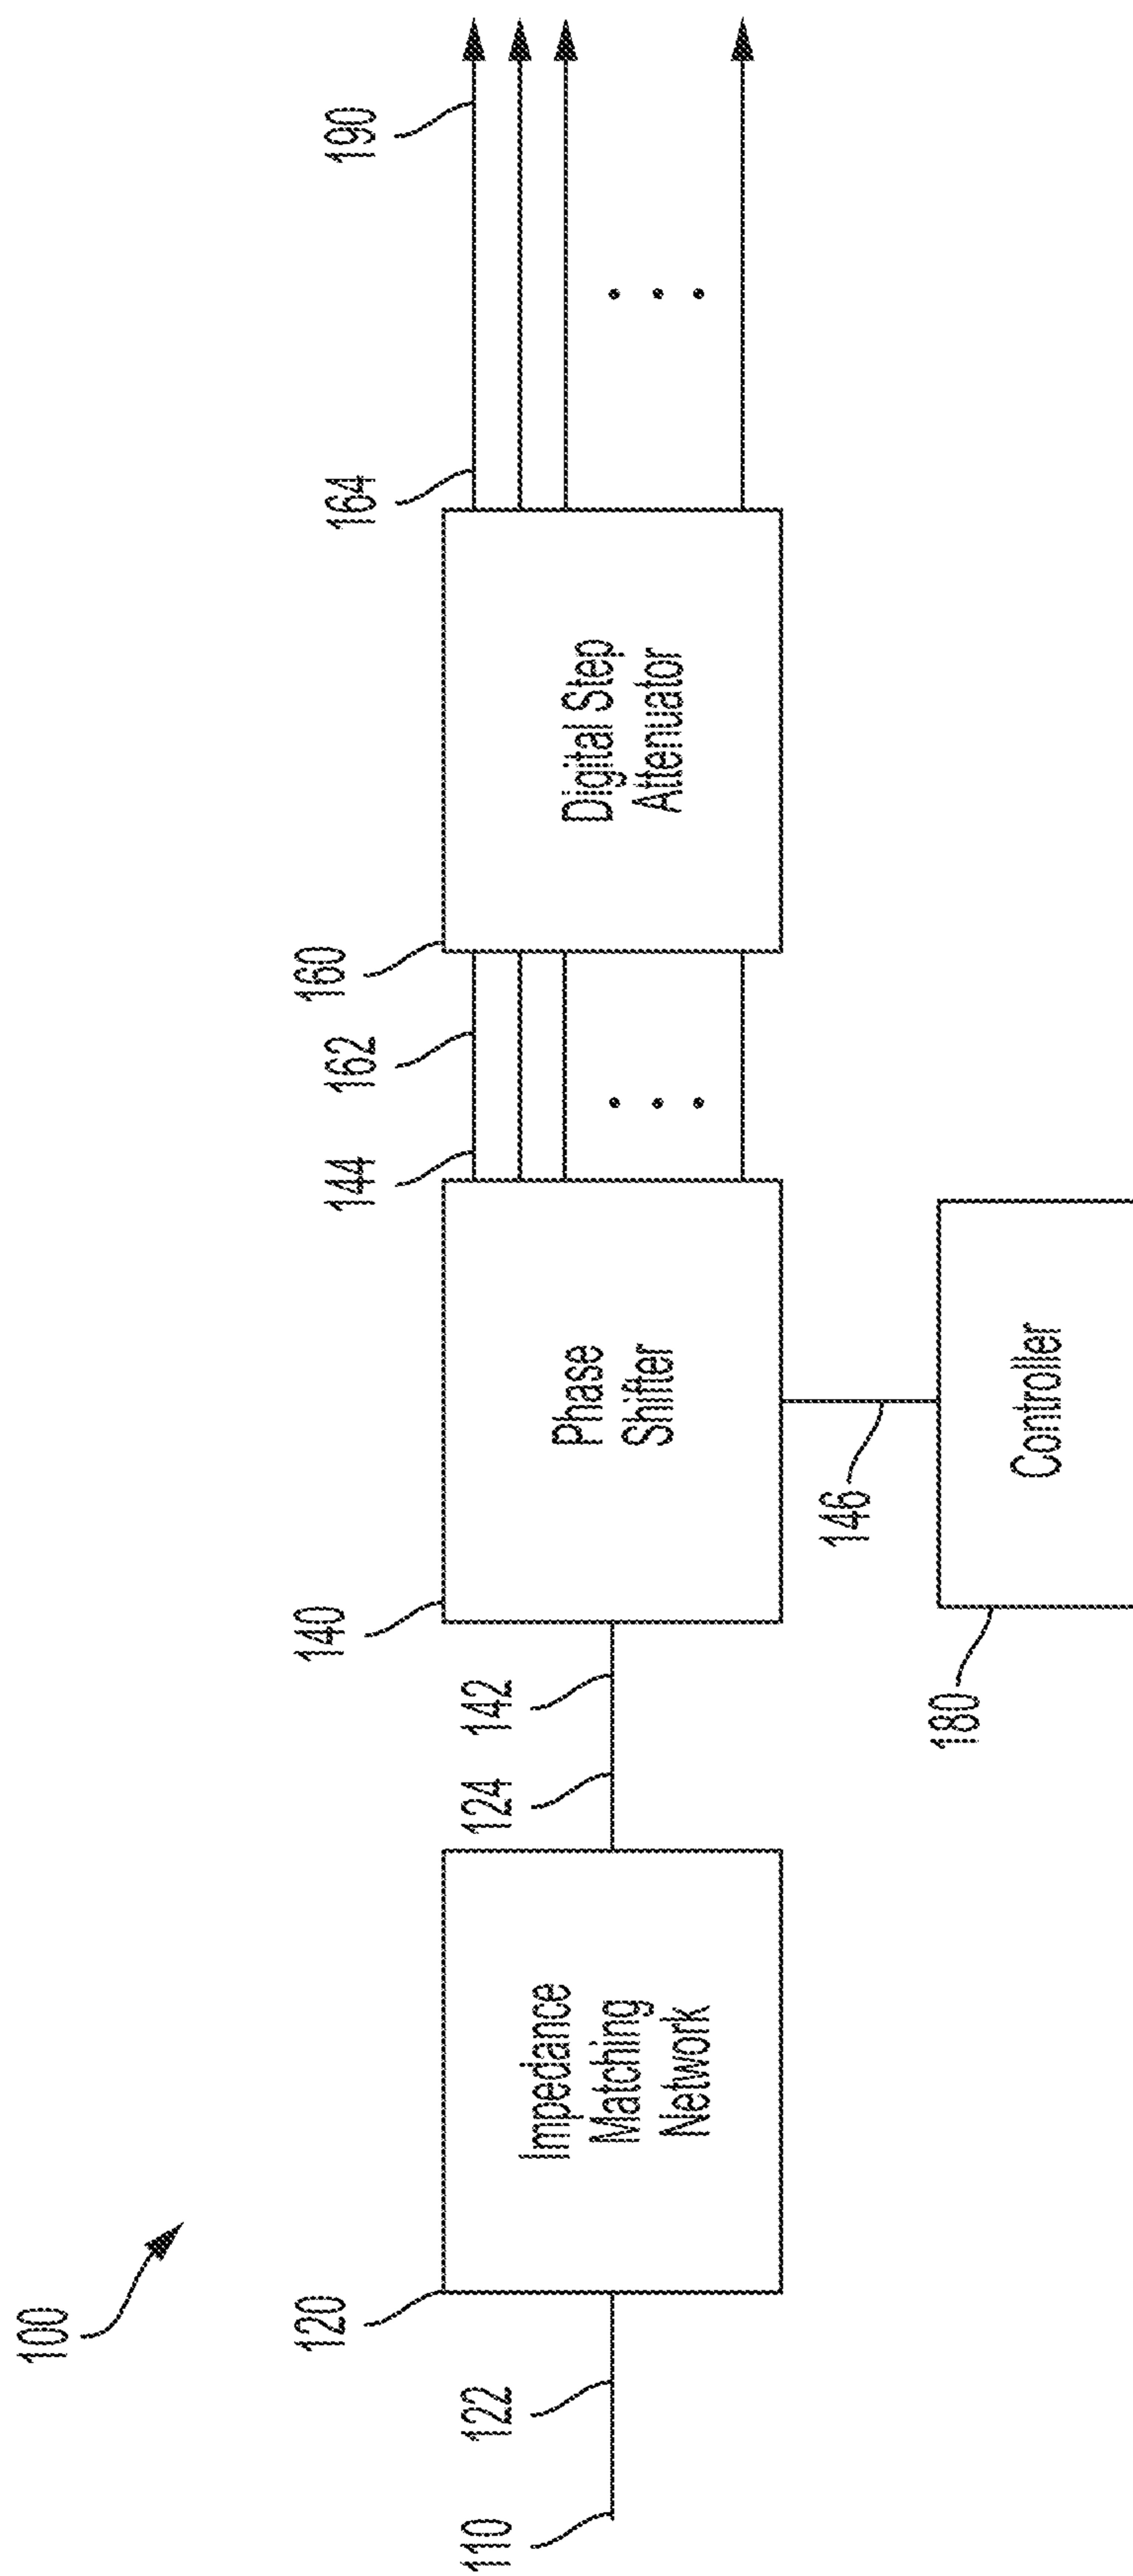 100
110
122
120
Impedance
Matching
Network
124
142
140
Phase
Shifter
146
180
Controller
144
162
160
Digital Step
Attenuator
164
190